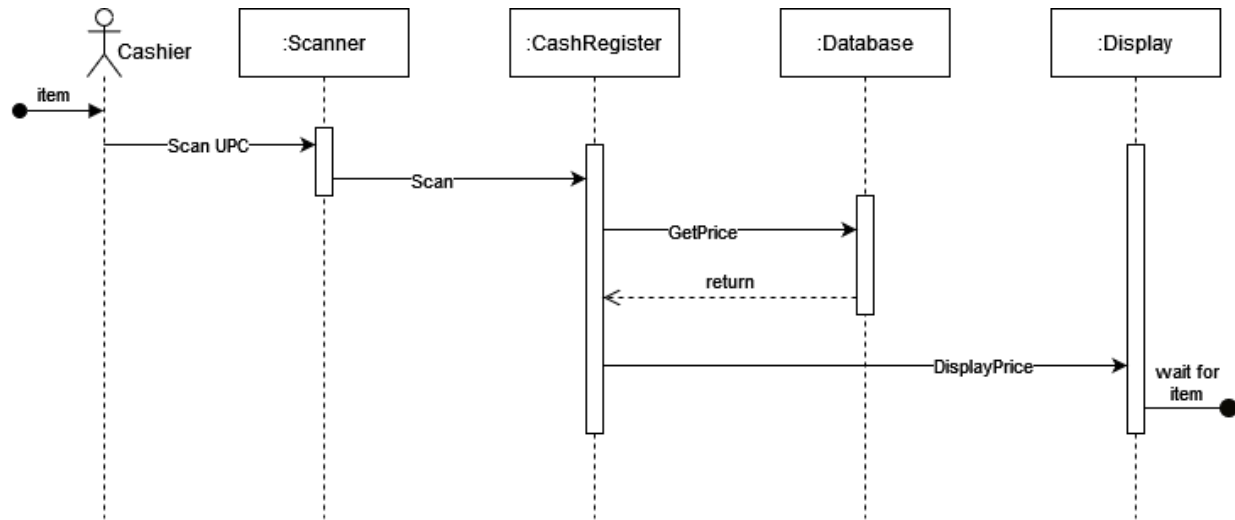 Cashier
:Scanner
:CashRegister
:Database
:Display
item
Scan UPC
Scan
GetPrice
return
DisplayPrice
wait for
item